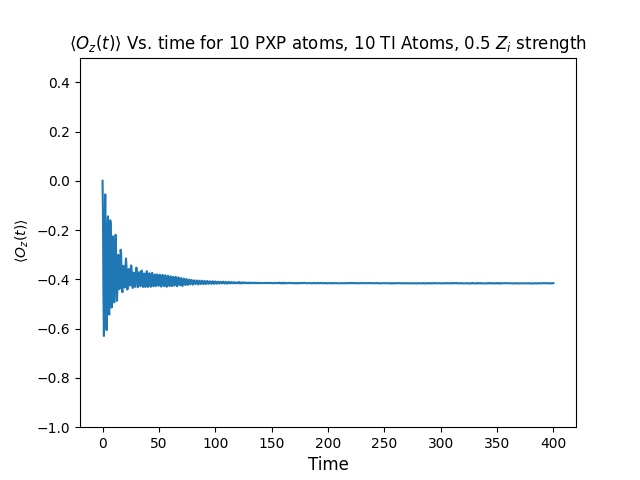 ⟨O_z(t)⟩ Vs. time for 10 PXP atoms, 10 TI Atoms, 0.5 Z_i strength
0.4
0.2
0.0
−0.2
−0.4
−0.6
−0.8
−1.0
⟨O_z(t)⟩
0 50 100 150 200 250 300 350 400
Time